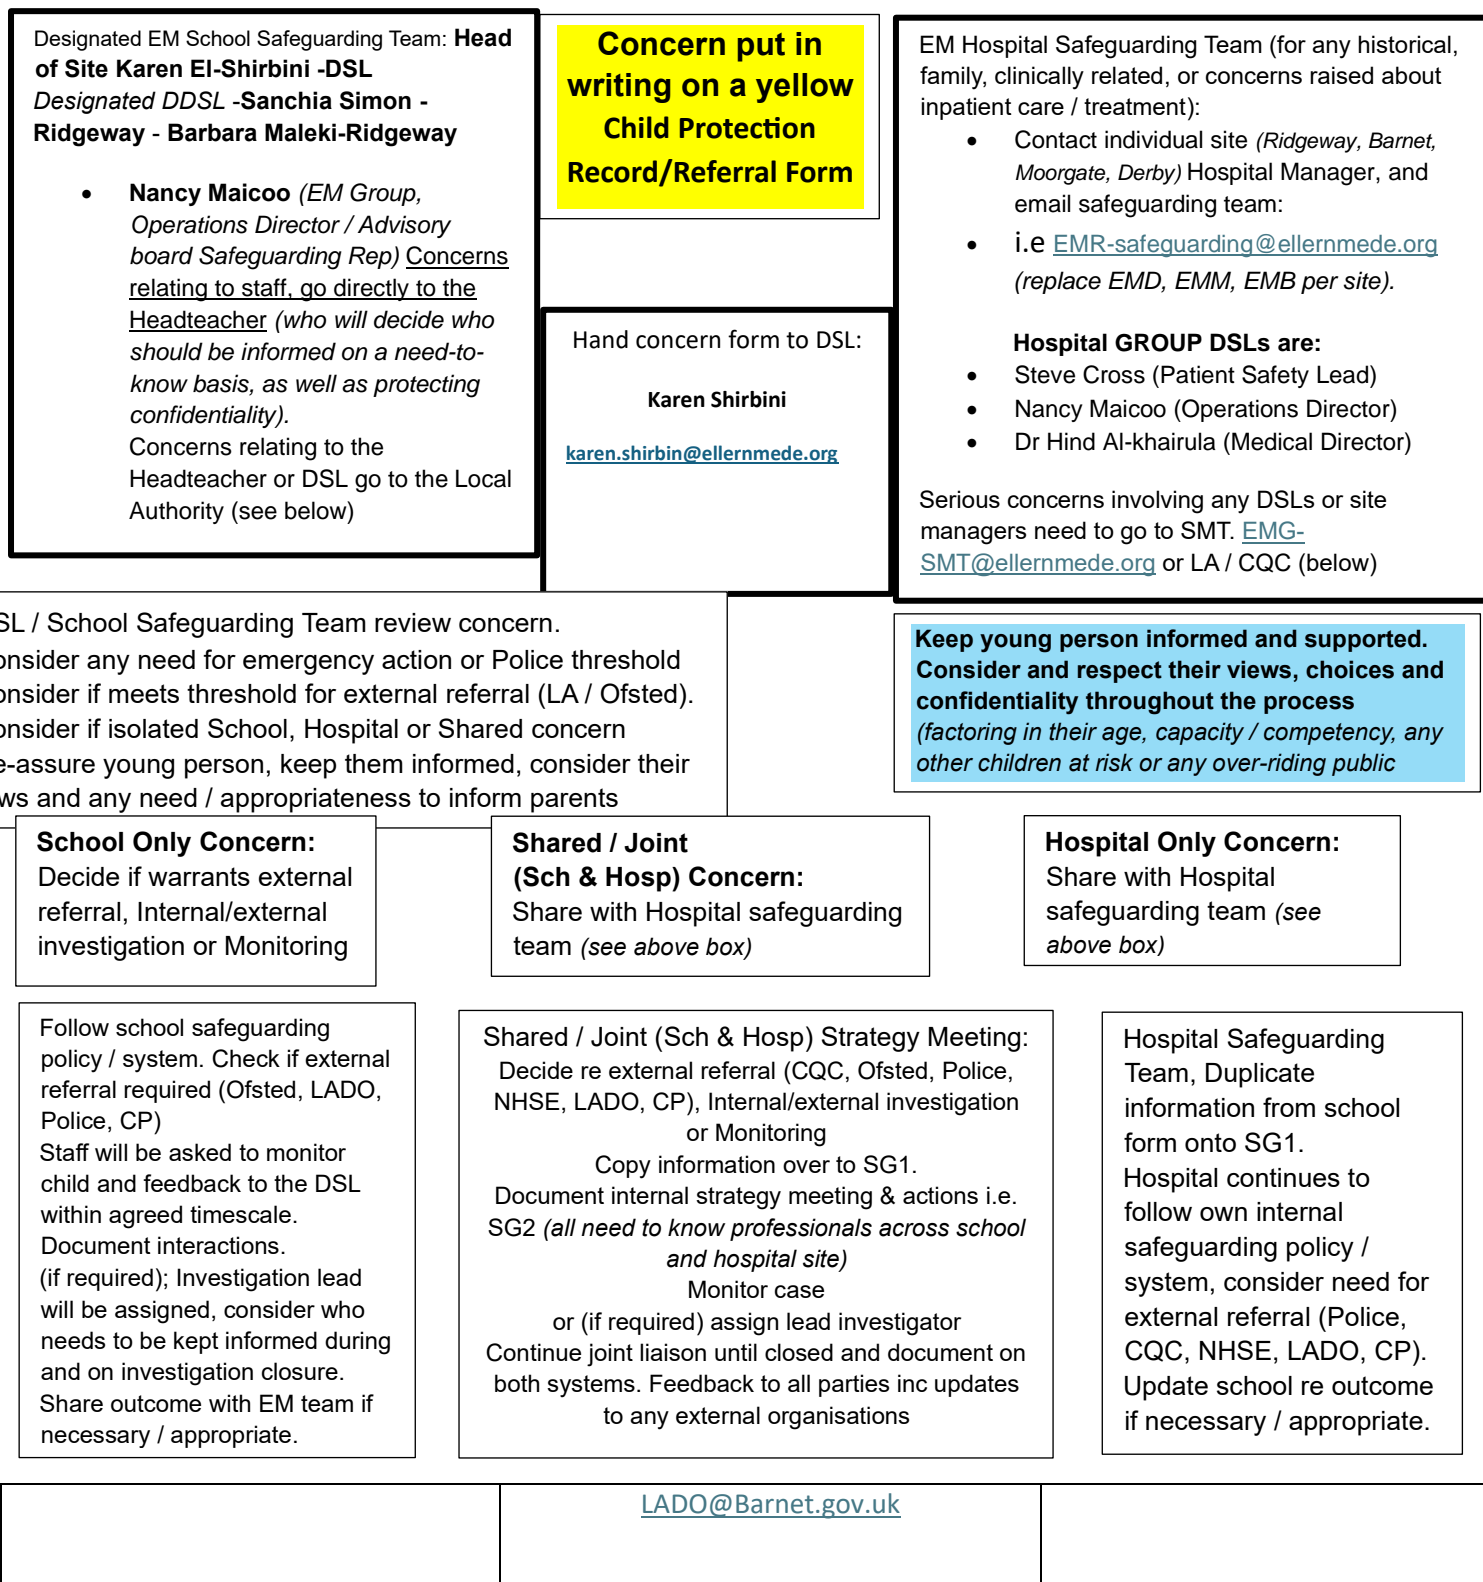 Designated EM School Safeguarding Team: Head
of Site Karen El-Shirbini -DSL
Designated DDSL -Sanchia Simon -
Ridgeway - Barbara Maleki-Ridgeway
• Nancy Maicoo (EM Group,
Operations Director / Advisory
board Safeguarding Rep) Concerns
relating to staff, go directly to the
Headteacher (who will decide who
should be informed on a need-to-
know basis, as well as protecting
confidentiality).
Concerns relating to the
Headteacher or DSL go to the Local
Authority (see below)
Concern put in
writing on a yellow
Child Protection
Record/Referral Form
Hand concern form to DSL:
Karen Shirbini
karen.shirbin@ellernmede.org
EM Hospital Safeguarding Team (for any historical,
family, clinically related, or concerns raised about
inpatient care / treatment):
• Contact individual site (Ridgeway, Barnet,
Moorgate, Derby) Hospital Manager, and
email safeguarding team:
• i.e EMR-safeguarding@ellernmede.org
(replace EMD, EMM, EMB per site).
Hospital GROUP DSLs are:
• Steve Cross (Patient Safety Lead)
• Nancy Maicoo (Operations Director)
• Dr Hind Al-khairula (Medical Director)
Serious concerns involving any DSLs or site
managers need to go to SMT. EMG-
SMT@ellernmede.org or LA / CQC (below)
SL / School Safeguarding Team review concern.
onsider any need for emergency action or Police threshold
onsider if meets threshold for external referral (LA / Ofsted).
onsider if isolated School, Hospital or Shared concern
e-assure young person, keep them informed, consider their
ws and any need / appropriateness to inform parents
Keep young person informed and supported.
Consider and respect their views, choices and
confidentiality throughout the process
(factoring in their age, capacity / competency, any
other children at risk or any over-riding public
School Only Concern:
Decide if warrants external
referral, Internal/external
investigation or Monitoring
Shared / Joint
(Sch & Hosp) Concern:
Share with Hospital safeguarding
team (see above box)
Hospital Only Concern:
Share with Hospital
safeguarding team (see
above box)
Follow school safeguarding
policy / system. Check if external
referral required (Ofsted, LADO,
Police, CP)
Staff will be asked to monitor
child and feedback to the DSL
within agreed timescale.
Document interactions.
(if required); Investigation lead
will be assigned, consider who
needs to be kept informed during
and on investigation closure.
Share outcome with EM team if
necessary / appropriate.
Shared / Joint (Sch & Hosp) Strategy Meeting:
Decide re external referral (CQC, Ofsted, Police,
NHSE, LADO, CP), Internal/external investigation
or Monitoring
Copy information over to SG1.
Document internal strategy meeting & actions i.e.
SG2 (all need to know professionals across school
and hospital site)
Monitor case
or (if required) assign lead investigator
Continue joint liaison until closed and document on
both systems. Feedback to all parties inc updates
to any external organisations
Hospital Safeguarding
Team, Duplicate
information from school
form onto SG1.
Hospital continues to
follow own internal
safeguarding policy /
system, consider need for
external referral (Police,
CQC, NHSE, LADO, CP).
Update school re outcome
if necessary / appropriate.
LADO@Barnet.gov.uk